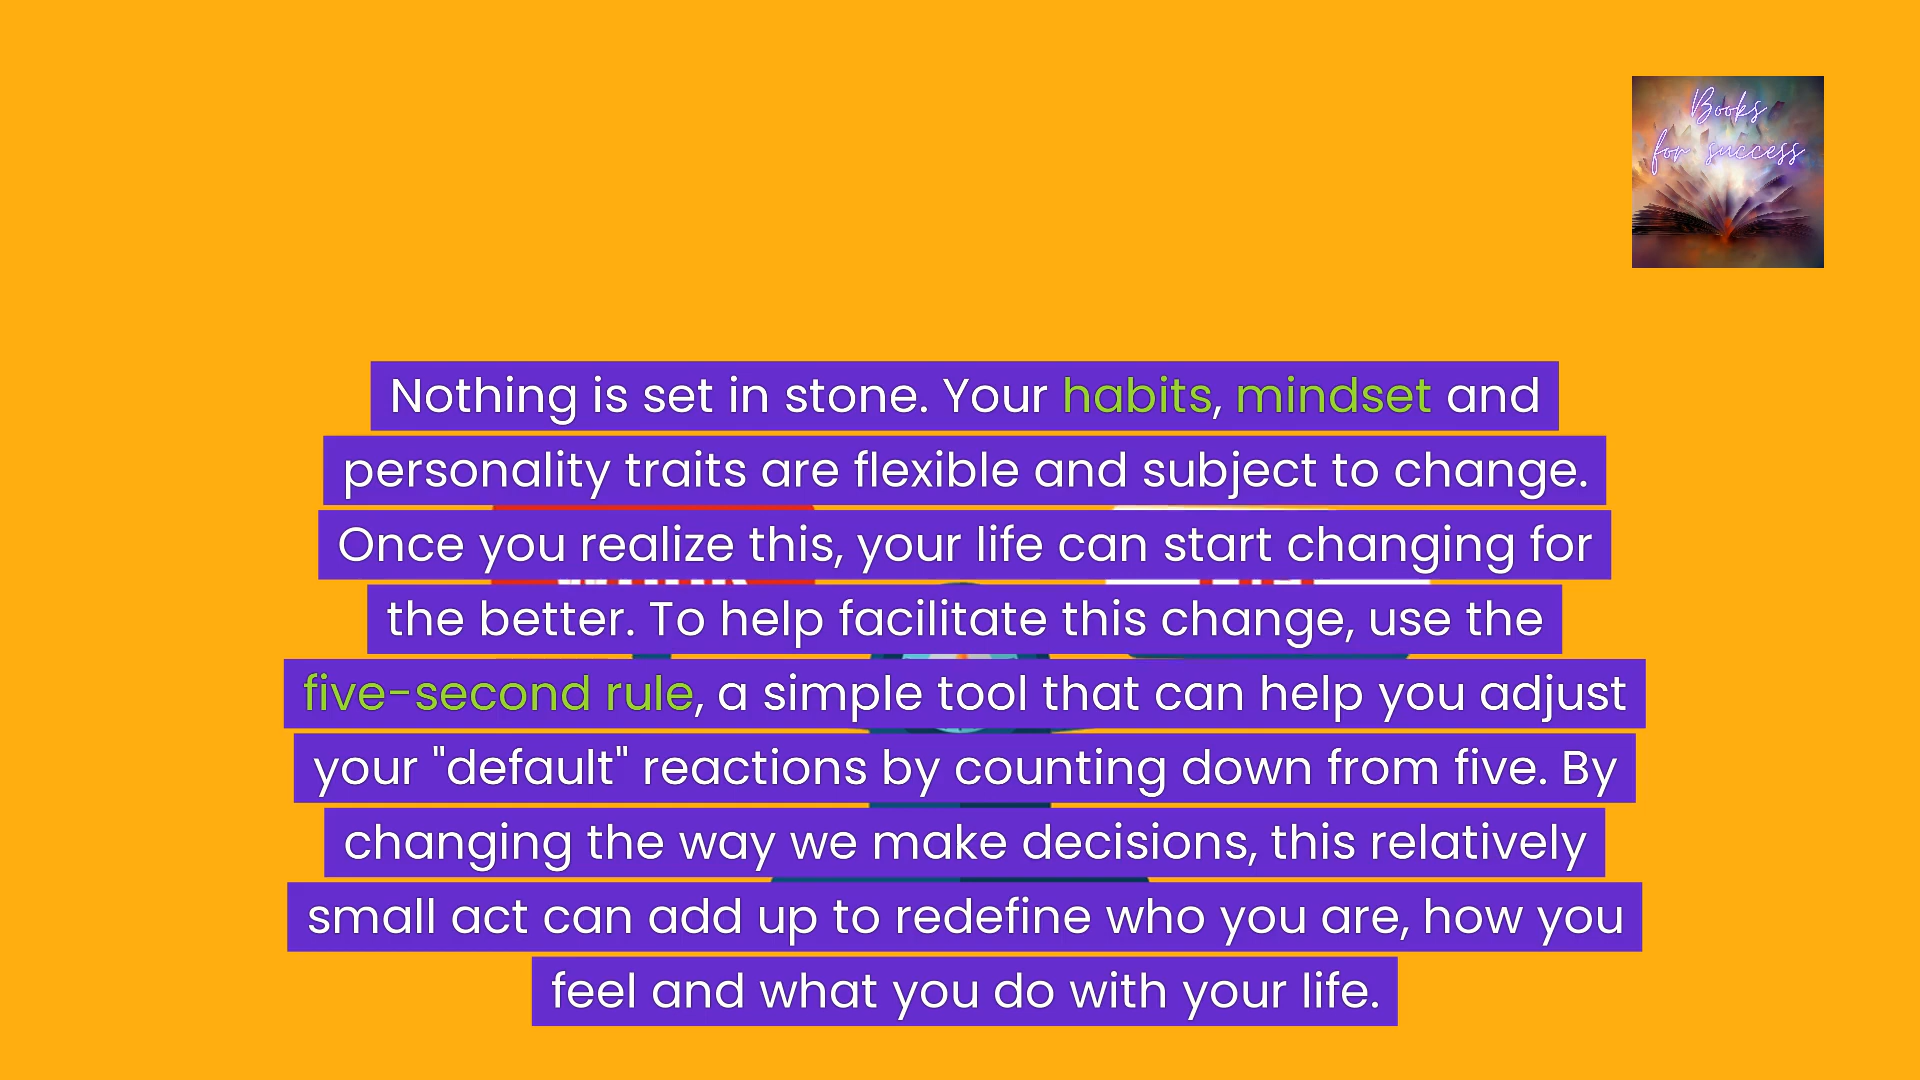 Books
for success
Nothing is set in stone. Your habits, mindset and
personality traits are flexible and subject to change.
Once you realize this, your life can start changing for
the better. To help facilitate this change, use the
five-second rule, a simple tool that can help you adjust
your "default" reactions by counting down from five. By
changing the way we make decisions, this relatively
small act can add up to redefine who you are, how you
feel and what you do with your life.